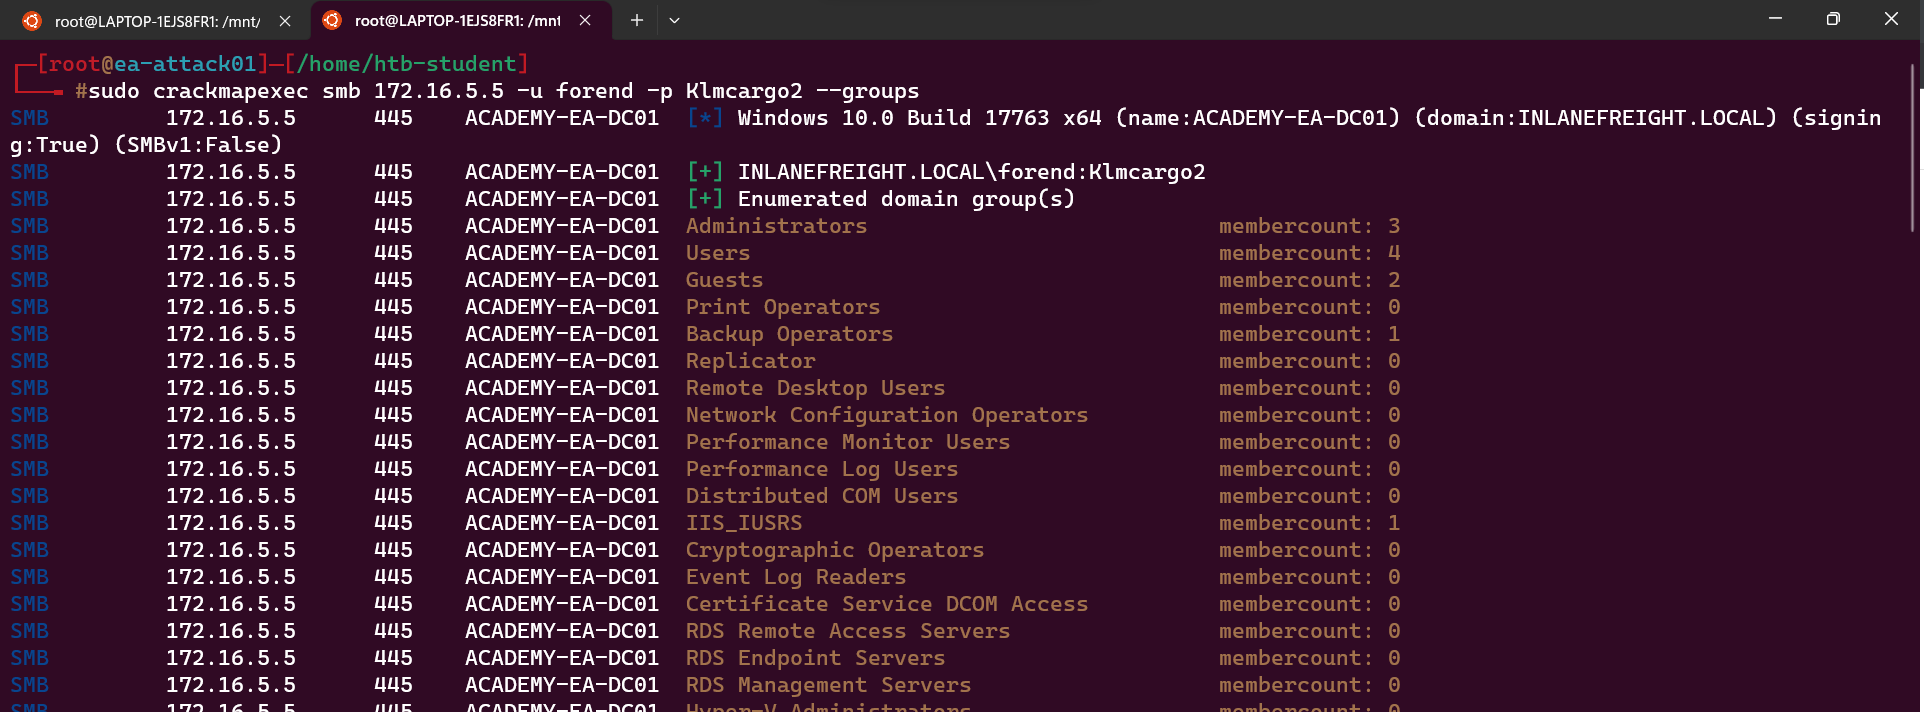 root@LAPTOP-1EJS8FR1: /mnt/
root@LAPTOP-1EJS8FR1: /mnt
[root@ea-attack01]─[/home/htb-student]
#sudo crackmapexec smb 172.16.5.5 -u forend -p Klmcargo2 --groups
SMB 172.16.5.5 445 ACADEMY-EA-DC01 [*] Windows 10.0 Build 17763 x64 (name:ACADEMY-EA-DC01) (domain:INLANEFREIGHT.LOCAL) (signin
g:True) (SMBv1:False)
SMB 172.16.5.5 445 ACADEMY-EA-DC01 [+] INLANEFREIGHT.LOCAL\forend:Klmcargo2
SMB 172.16.5.5 445 ACADEMY-EA-DC01 [+] Enumerated domain group(s)
SMB 172.16.5.5 445 ACADEMY-EA-DC01 Administrators membercount: 3
SMB 172.16.5.5 445 ACADEMY-EA-DC01 Users membercount: 4
SMB 172.16.5.5 445 ACADEMY-EA-DC01 Guests membercount: 2
SMB 172.16.5.5 445 ACADEMY-EA-DC01 Print Operators membercount: 0
SMB 172.16.5.5 445 ACADEMY-EA-DC01 Backup Operators membercount: 1
SMB 172.16.5.5 445 ACADEMY-EA-DC01 Replicator membercount: 0
SMB 172.16.5.5 445 ACADEMY-EA-DC01 Remote Desktop Users membercount: 0
SMB 172.16.5.5 445 ACADEMY-EA-DC01 Network Configuration Operators membercount: 0
SMB 172.16.5.5 445 ACADEMY-EA-DC01 Performance Monitor Users membercount: 0
SMB 172.16.5.5 445 ACADEMY-EA-DC01 Performance Log Users membercount: 0
SMB 172.16.5.5 445 ACADEMY-EA-DC01 Distributed COM Users membercount: 0
SMB 172.16.5.5 445 ACADEMY-EA-DC01 IIS_IUSRS membercount: 1
SMB 172.16.5.5 445 ACADEMY-EA-DC01 Cryptographic Operators membercount: 0
SMB 172.16.5.5 445 ACADEMY-EA-DC01 Event Log Readers membercount: 0
SMB 172.16.5.5 445 ACADEMY-EA-DC01 Certificate Service DCOM Access membercount: 0
SMB 172.16.5.5 445 ACADEMY-EA-DC01 RDS Remote Access Servers membercount: 0
SMB 172.16.5.5 445 ACADEMY-EA-DC01 RDS Endpoint Servers membercount: 0
SMB 172.16.5.5 445 ACADEMY-EA-DC01 RDS Management Servers membercount: 0
SMB 172.16.5.5 445 ACADEMY-EA-DC01 Hyper-V Administrators membercount: 0